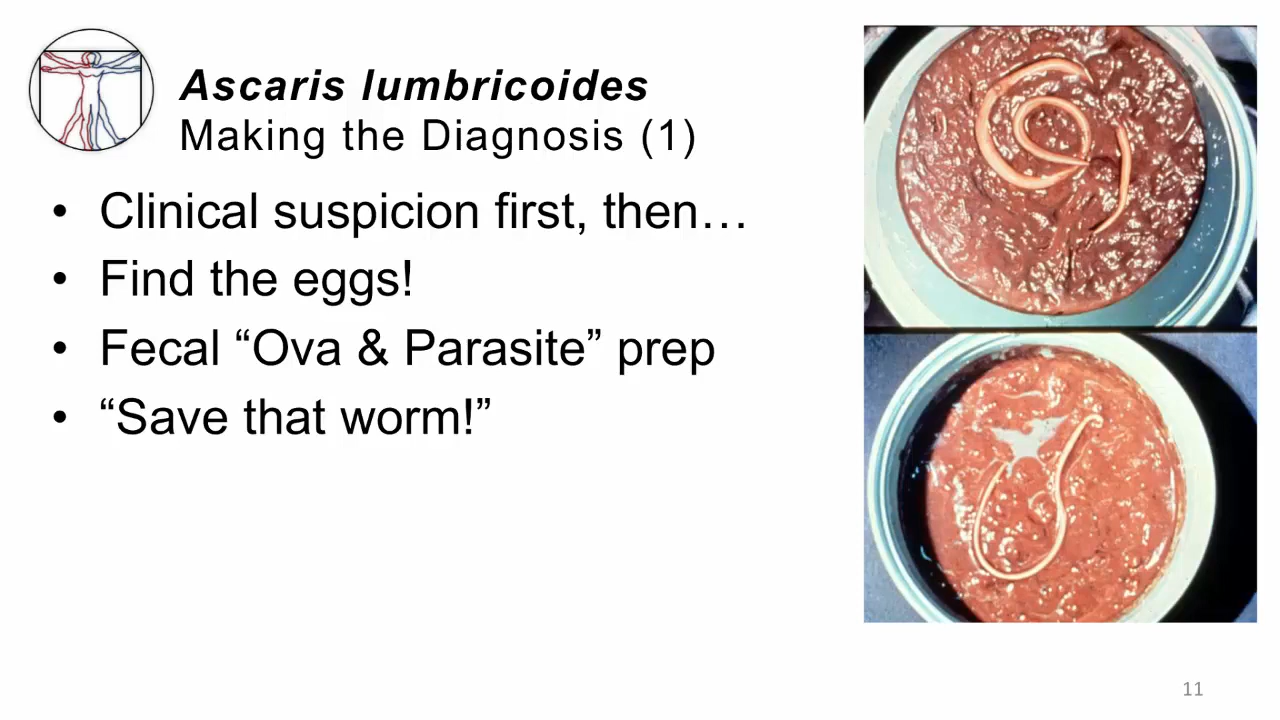 Ascaris lumbricoides
Making the Diagnosis (1)
• Clinical suspicion first, then…
• Find the eggs!
• Fecal “Ova & Parasite” prep
• “Save that worm!”
11